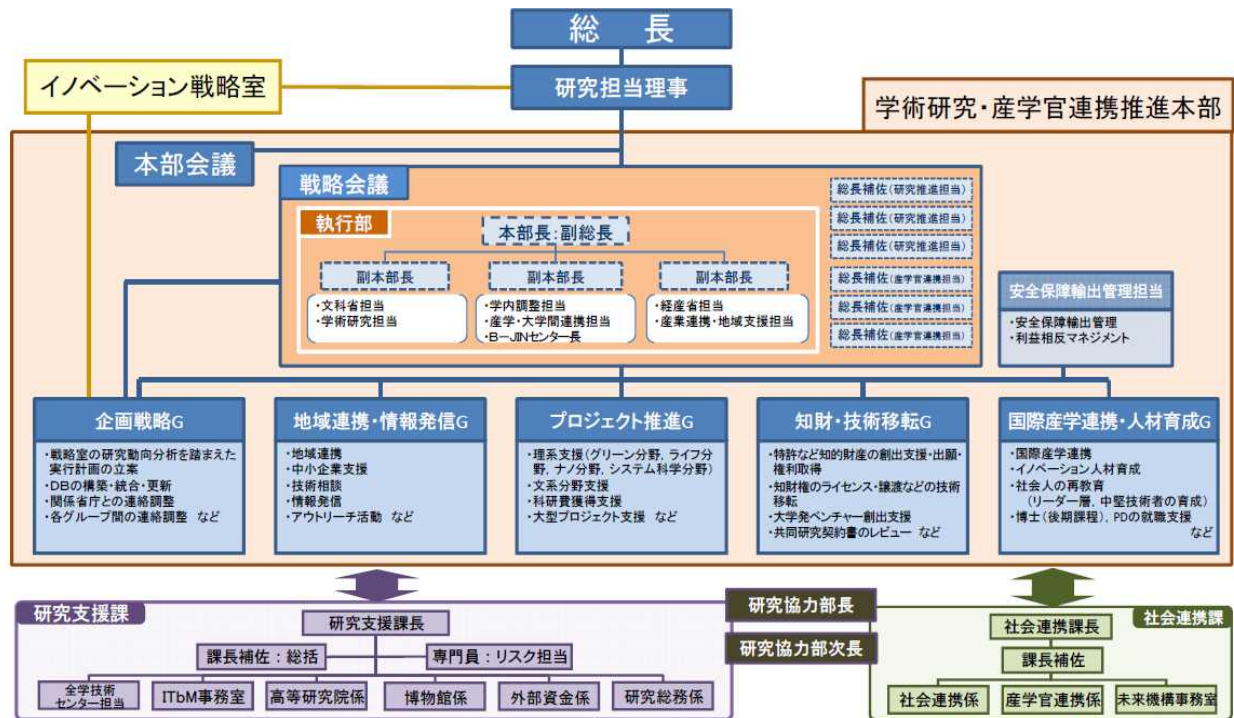 総　長
研究担当理事
イノベーション戦略室
学術研究・産学官連携推進本部
本部会議
戦略会議
執行部
本部長：副総長
副本部長
・文科省担当
・学術研究担当
副本部長
・学内調整担当
・産学・大学間連携担当
・B－JINセンター長
副本部長
・経産省担当
・産業連携・地域支援担当
総長補佐（研究推進担当）
総長補佐（研究推進担当）
総長補佐（研究推進担当）
総長補佐（産学官連携担当）
総長補佐（産学官連携担当）
総長補佐（産学官連携担当）
安全保障輸出管理担当
・安全保障輸出管理
・利益相反マネジメント
企画戦略G
・戦略室の研究動向分析を踏まえた
実行計画の立案
・DBの構築・統合・更新
・関係省庁との連絡調整
・各グループ間の連絡調整 など
地域連携・情報発信G
・地域連携
・中小企業支援
・技術相談
・情報発信
・アウトリーチ活動 など
プロジェクト推進G
・理系支援（グリーン分野，ライフ分
野，ナノ分野，システム科学分野）
・文系分野支援
・科研費獲得支援
・大型プロジェクト支援 など
知財・技術移転G
・特許など知的財産の創出支援・出願・
権利取得
・知財権のライセンス・譲渡などの技術
移転
・大学発ベンチャー創出支援
・共同研究契約書のレビュー など
国際産学連携・人材育成G
・国際産学連携
・イノベーション人材育成
・社会人の再教育
（リーダー層，中堅技術者の育成）
・博士（後期課程），PDの就職支援
など
研究支援課
研究支援課長
課長補佐：総括
専門員：リスク担当
全学技術
センター担当
ITbM事務室
高等研究院係
博物館係
外部資金係
研究総務係
研究協力部長
研究協力部次長
社会連携課
社会連携課長
課長補佐
社会連携係
産学官連携係
未来機構事務室